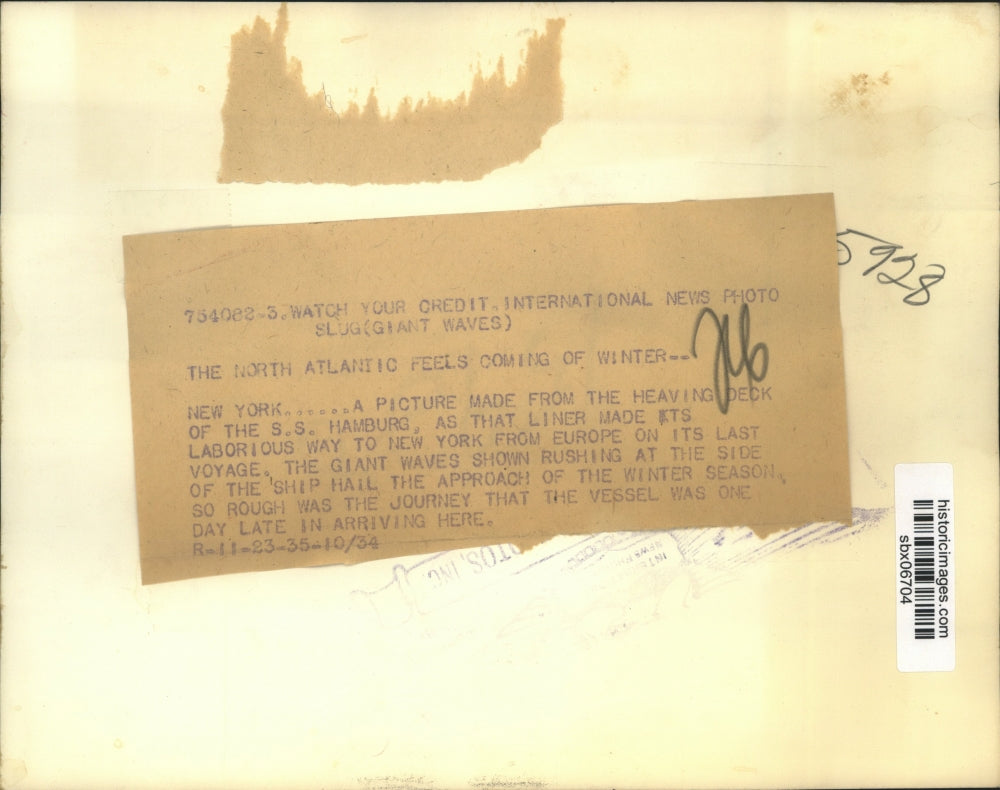 754082-3. WATCH YOUR CREDIT. INTERNATIONAL NEWS PHOTO
SLUG(GIANT WAVES)
THE NORTH ATLANTIC FEELS COMING OF WINTER--
NEW YORK.......A PICTURE MADE FROM THE HEAVING DECK
OF THE S.S. HAMBURG, AS THAT LINER MADE ITS
LABORIOUS WAY TO NEW YORK FROM EUROPE ON ITS LAST
VOYAGE. THE GIANT WAVES SHOWN RUSHING AT THE SIDE
OF THE SHIP HAIL THE APPROACH OF THE WINTER SEASON.
SO ROUGH WAS THE JOURNEY THAT THE VESSEL WAS ONE
DAY LATE IN ARRIVING HERE.
R-11-23-35-10/34
5928
historicimages.com
sbx06704